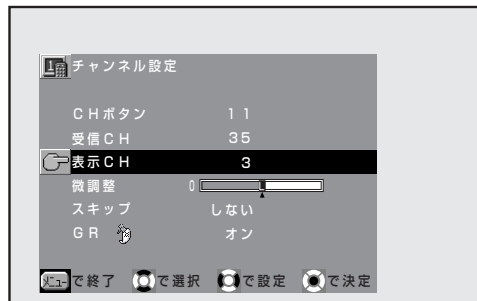 チャンネル設定
CHボタン 11
受信CH 35
表示CH 3
微調整 0
スキップ しない
GR オン
メニューで終了 で選択 で設定 で決定